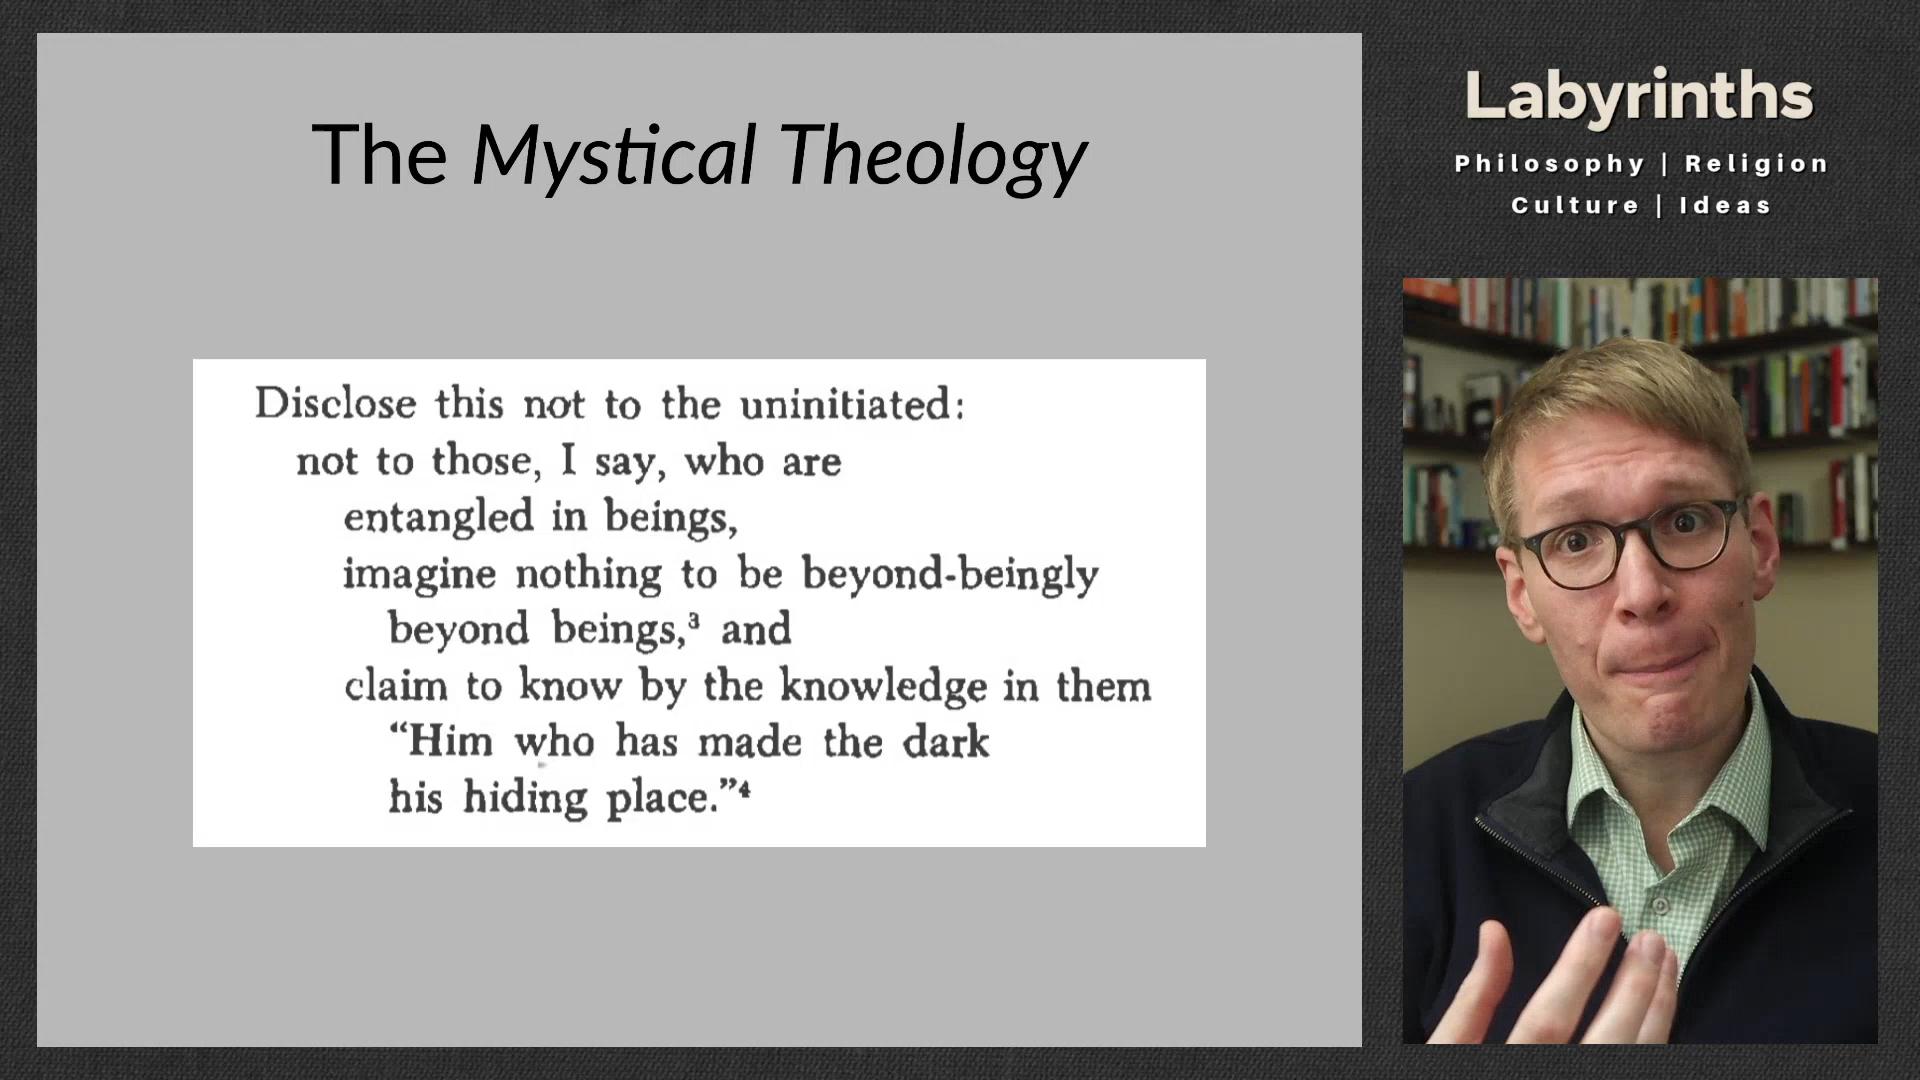 The Mystical Theology
Disclose this not to the uninitiated:
not to those, I say, who are
entangled in beings,
imagine nothing to be beyond-beingly
beyond beings,³ and
claim to know by the knowledge in them
“Him who has made the dark
his hiding place.”⁴
Labyrinths
Philosophy | Religion
Culture | Ideas